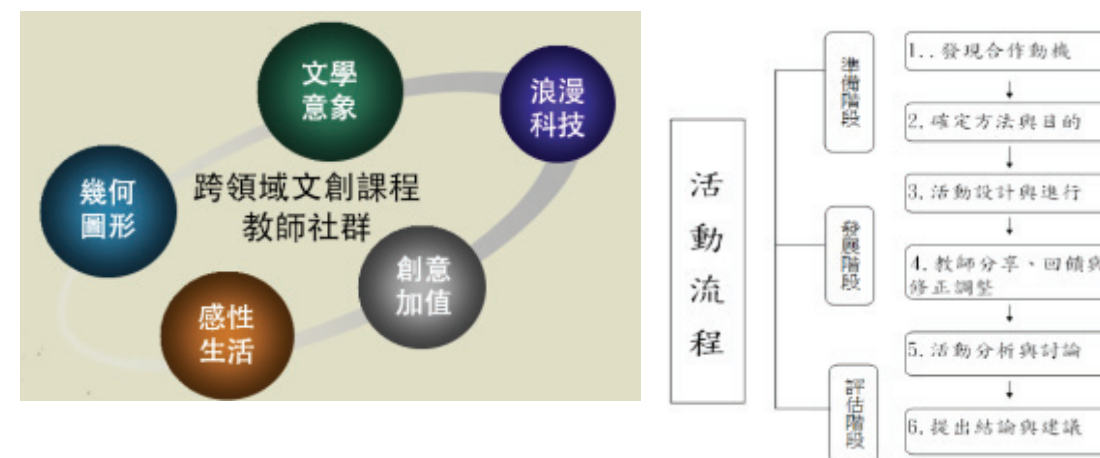 文學
意象
浪漫
科技
幾何
圖形
跨領域文創課程
教師社群
創意
加值
感性
生活
活動流程
準備階段
1..發現合作動機
2.確定方法與目的
發展階段
3.活動設計與進行
4.教師分享、回饋與
修正調整
評估階段
5.活動分析與討論
6.提出結論與建議